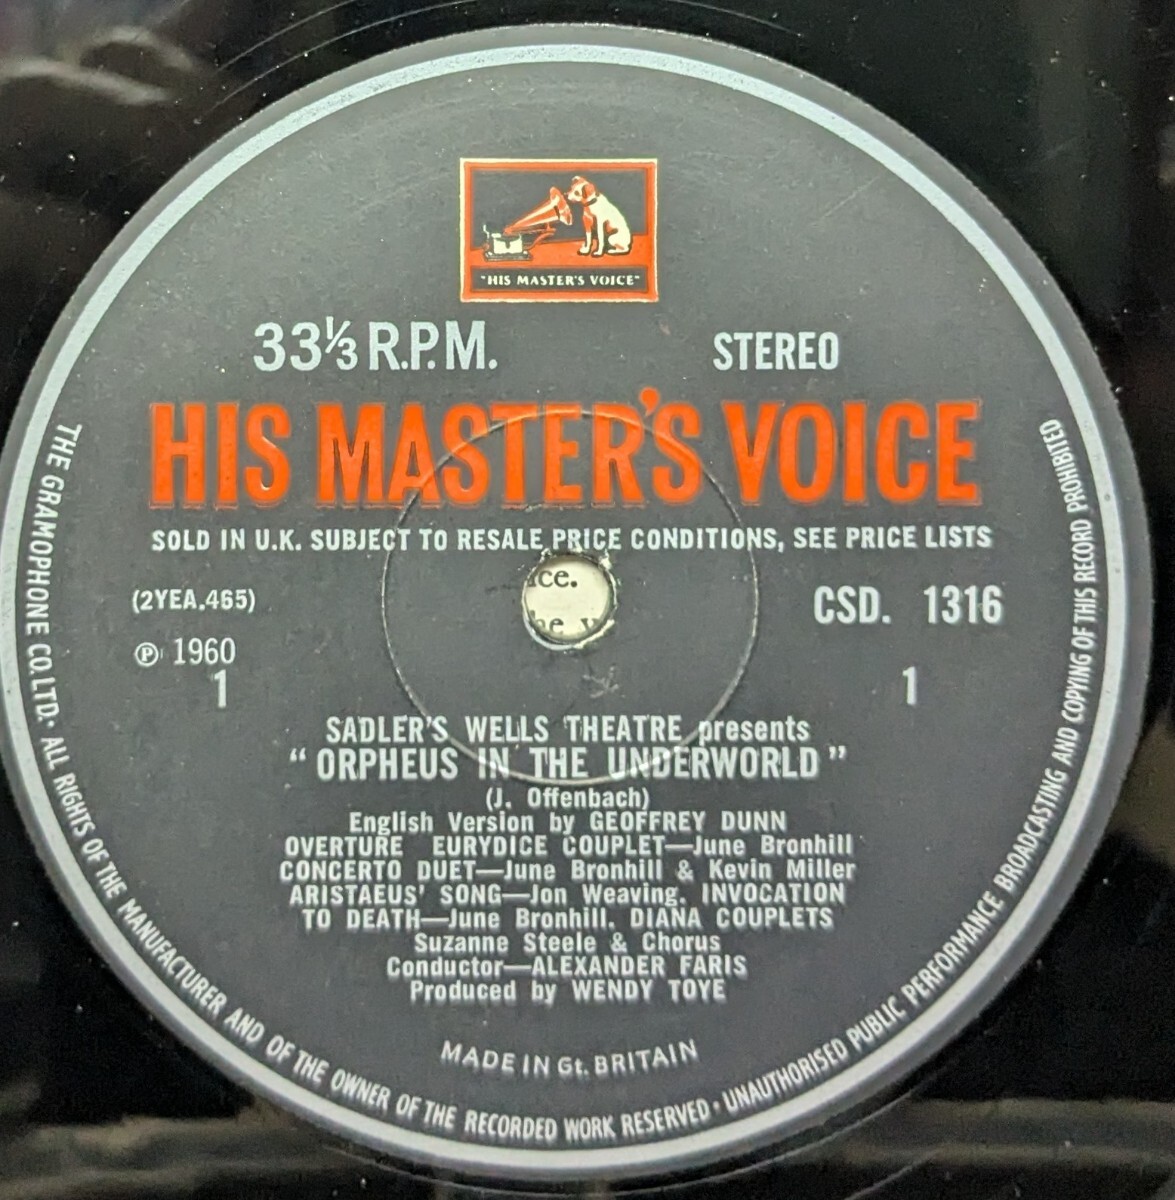 "HIS MASTER'S VOICE"
33⅓ R.P.M. STEREO
HIS MASTER'S VOICE
SOLD IN U.K. SUBJECT TO RESALE PRICE CONDITIONS, SEE PRICE LISTS
ice.
(2YEA.465) CSD. 1316
℗ 1960
1 1
SADLER'S WELLS THEATRE presents
" ORPHEUS IN THE UNDERWORLD "
(J. Offenbach)
English Version by GEOFFREY DUNN
OVERTURE EURYDICE COUPLET—June Bronhill
CONCERTO DUET—June Bronhill & Kevin Miller
ARISTAEUS' SONG—Jon Weaving. INVOCATION
TO DEATH—June Bronhill. DIANA COUPLETS
Suzanne Steele & Chorus
Conductor—ALEXANDER FARIS
Produced by WENDY TOYE
MADE IN Gt. BRITAIN
THE GRAMOPHONE CO. LTD. · ALL RIGHTS OF THE MANUFACTURER AND OF THE OWNER OF THE RECORDED WORK RESERVED · UNAUTHORISED PUBLIC PERFORMANCE BROADCASTING AND COPYING OF THIS RECORD PROHIBITED